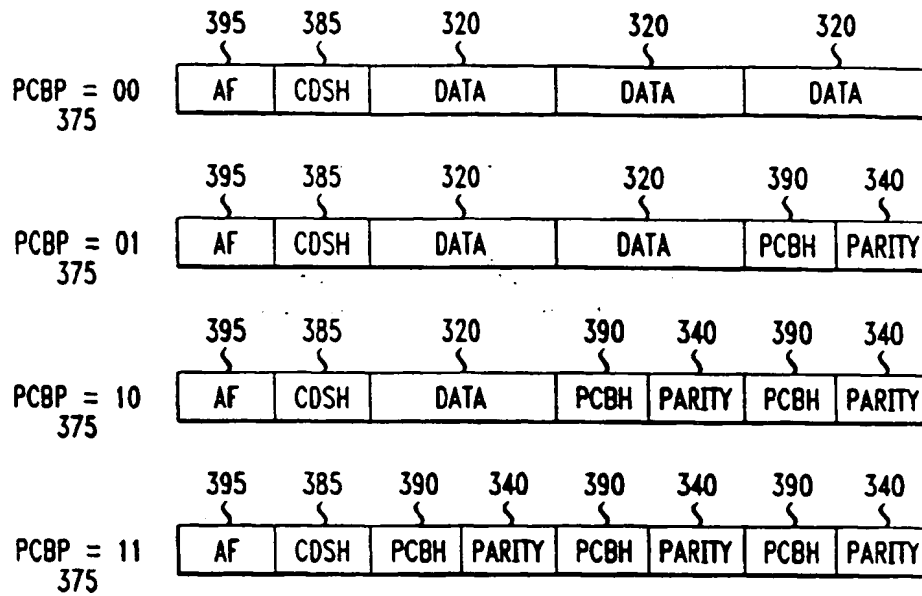 395 385 320 320 320
PCBP = 00 AF CDSH DATA DATA DATA
375
395 385 320 320 390 340
PCBP = 01 AF CDSH DATA DATA PCBH PARITY
375
395 385 320 390 340 390 340
PCBP = 10 AF CDSH DATA PCBH PARITY PCBH PARITY
375
395 385 390 340 390 340 390 340
PCBP = 11 AF CDSH PCBH PARITY PCBH PARITY PCBH PARITY
375